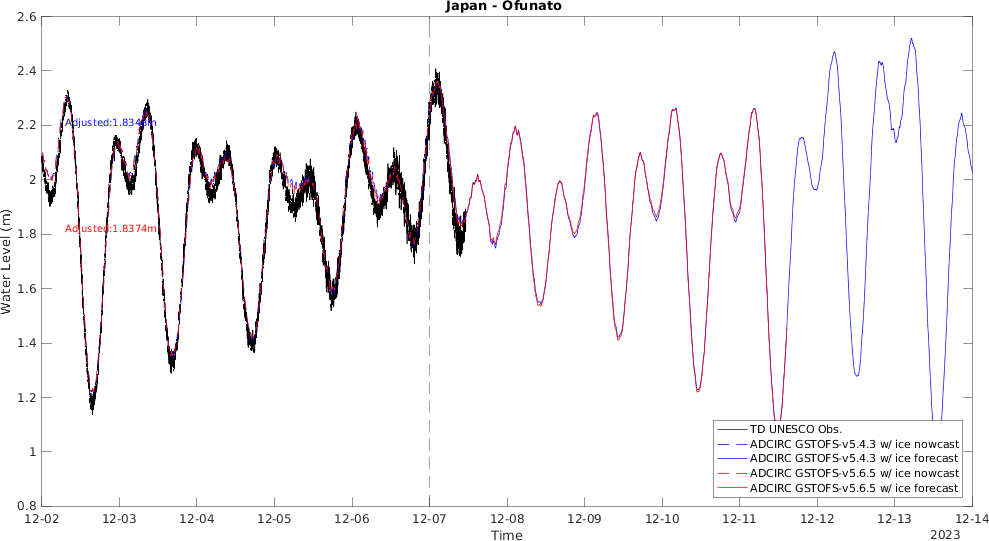 Japan - Ofunato
2.6
2.4
2.2
2
1.8
1.6
1.4
1.2
1
0.8
Water Level (m)
Adjusted:1.8374m
TD UNESCO Obs.
ADCIRC GSTOFS-v5.4.3 w/ ice nowcast
ADCIRC GSTOFS-v5.4.3 w/ ice forecast
ADCIRC GSTOFS-v5.6.5 w/ ice nowcast
ADCIRC GSTOFS-v5.6.5 w/ ice forecast
12-02 12-03 12-04 12-05 12-06 12-07 12-08 12-09 12-10 12-11 12-12 12-13 12-14
Time
2023